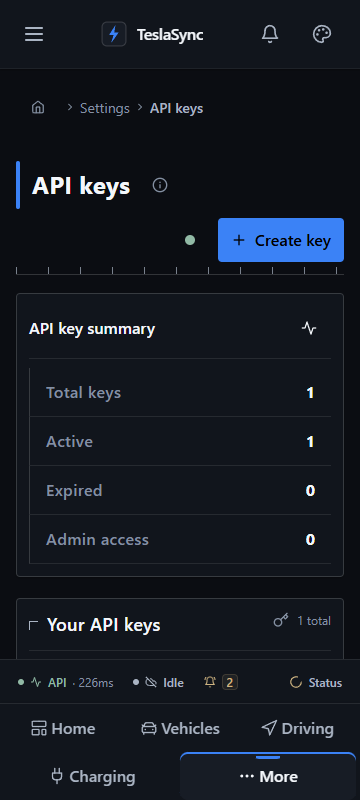 TeslaSync
Settings API keys
API keys
Create key
API key summary
Total keys 1
Active 1
Expired 0
Admin access 0
Your API keys 1 total
API · 226ms Idle 2 Status
Home Vehicles Driving
Charging More